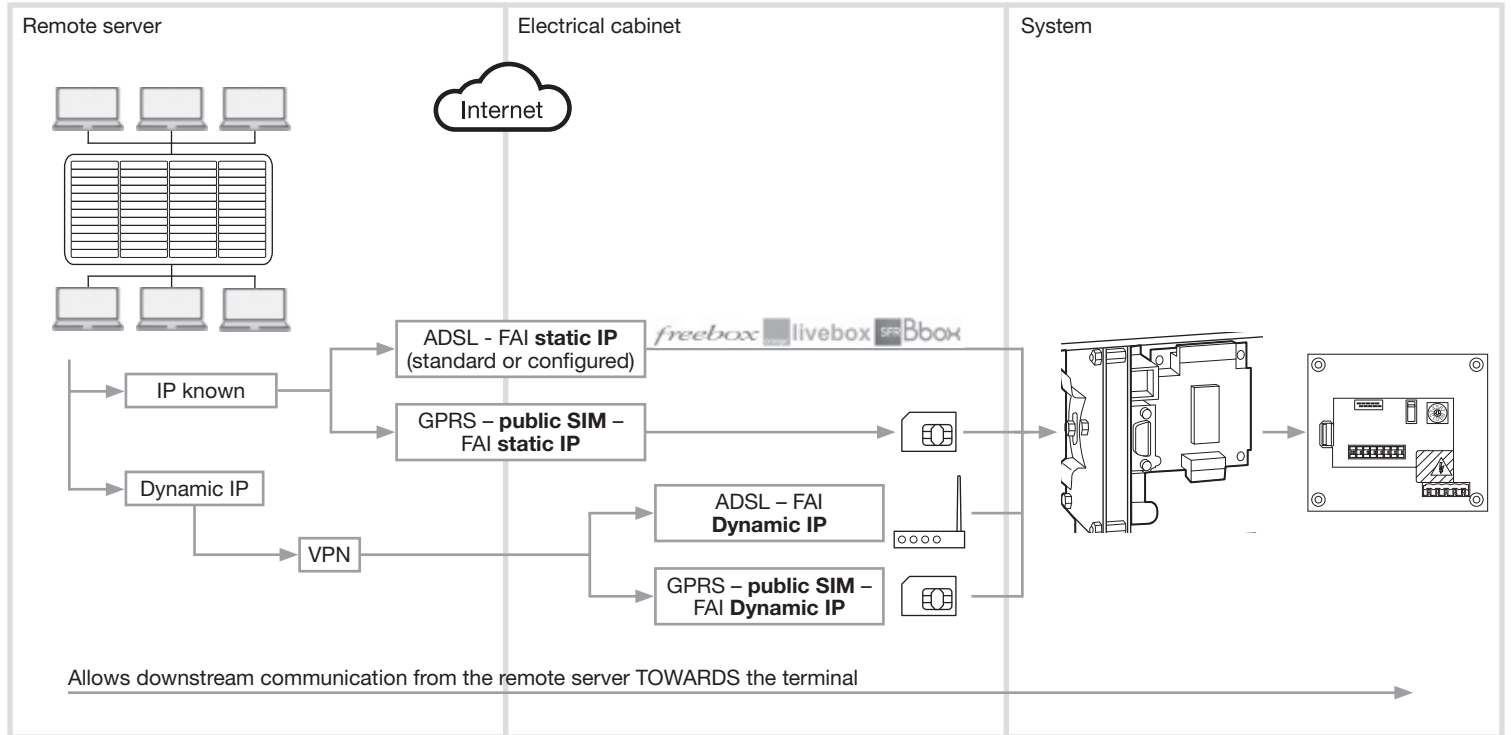 Remote server
Electrical cabinet
System
Internet
ADSL - FAI static IP
(standard or configured)
freebox
livebox
SFR
Bbox
IP known
GPRS – public SIM –
FAI static IP
Dynamic IP
ADSL – FAI
Dynamic IP
VPN
GPRS – public SIM –
FAI Dynamic IP
Allows downstream communication from the remote server TOWARDS the terminal